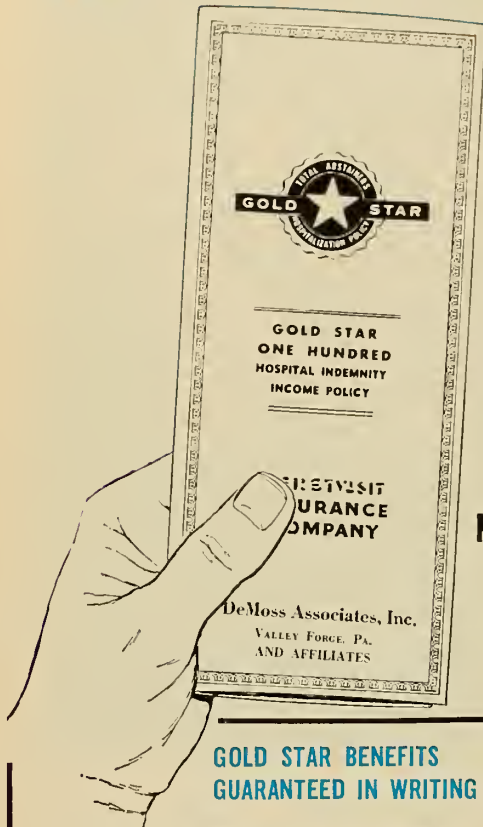 TOTAL ABSTAINERS
GOLD STAR
HOSPITALIZATION POLICY
GOLD STAR
ONE HUNDRED
HOSPITAL INDEMNITY
INCOME POLICY
URANCE
OMPANY
DeMoss Associates, Inc.
VALLEY FORGE, PA.
AND AFFILIATES
GOLD STAR BENEFITS
GUARANTEED IN WRITING